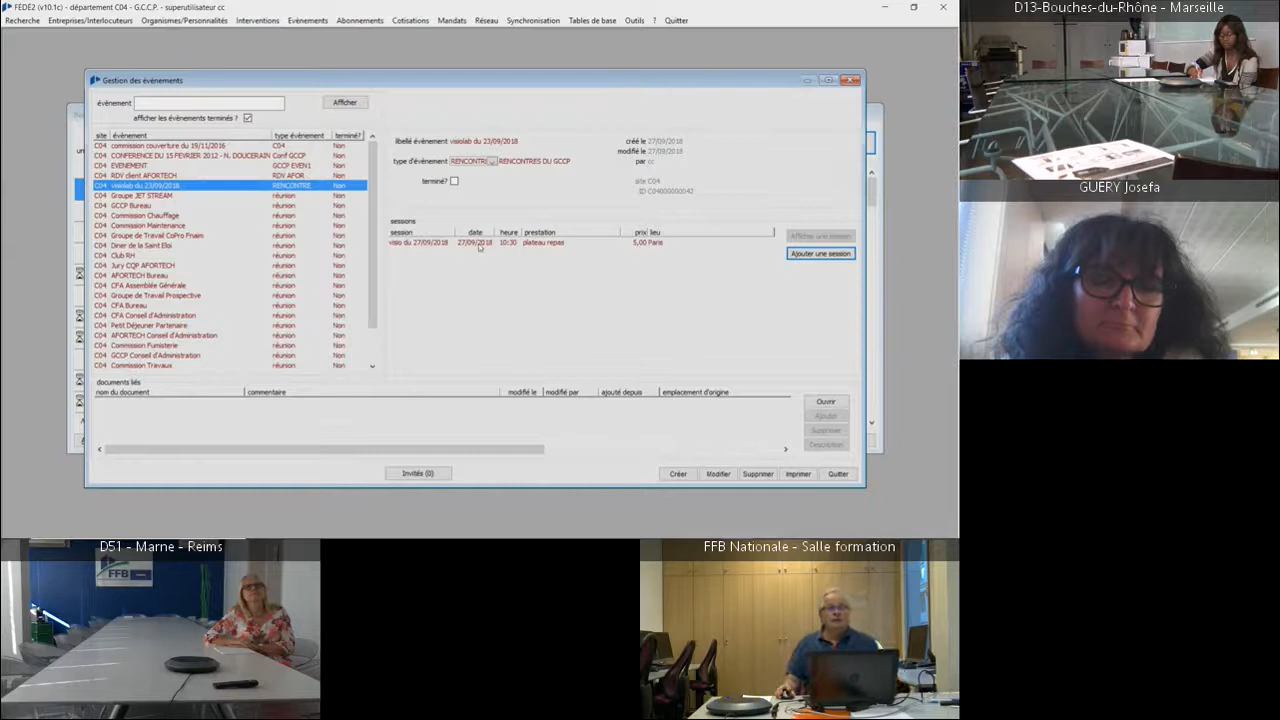 FÉDÉ2 (v10.1c) - département C04 - G.C.C.P. - superutilisateur cc
Recherche Entreprises/Interlocuteurs Organismes/Personnalités Interventions Evènements Abonnements Cotisations Mandats Réseau Synchronisation Tables de base Outils ? Quitter
Gestion des évènements
évènement Afficher
afficher les évènements terminés ?
site évènement type évènement terminé?
C04 commission couverture du 19/11/2016 C04 Non
C04 CONFERENCE DU 15 FEVRIER 2012 - N. DOUCERAIN Conf GCCP Non
C04 EVENEMENT GCCP EVEN1 Non
C04 RDV client AFORTECH RDV AFOR Non
C04 visiolab du 23/09/2018 RENCONTRE Non
C04 Groupe JET STREAM réunion Non
C04 GCCP Bureau réunion Non
C04 Commission Chauffage réunion Non
C04 Commission Maintenance réunion Non
C04 Groupe de Travail CoPro Fnaim réunion Non
C04 Diner de la Saint Eloi réunion Non
C04 Club RH réunion Non
C04 Jury CQP AFORTECH réunion Non
C04 AFORTECH Bureau réunion Non
C04 CFA Assemblée Générale réunion Non
C04 Groupe de Travail Prospective réunion Non
C04 CFA Bureau réunion Non
C04 CFA Conseil d'Administration réunion Non
C04 Petit Déjeuner Partenaire réunion Non
C04 AFORTECH Conseil d'Administration réunion Non
C04 Commission Fumisterie réunion Non
C04 GCCP Conseil d'Administration réunion Non
C04 Commission Travaux réunion Non
libellé évènement visiolab du 23/09/2018
créé le 27/09/2018
modifié le 27/09/2018
type d'évènement RENCONTRE RENCONTRES DU GCCP
par cc
terminé?
site C04
ID C04000000042
sessions
session date heure prestation prix lieu
visio du 27/09/2018 27/09/2018 10:30 plateau repas 5,00 Paris
Afficher une session
Ajouter une session
documents liés
nom du document commentaire modifié le modifié par ajouté depuis emplacement d'origine
Ouvrir
Ajouter
Supprimer
Description
Invités (0) Créer Modifier Supprimer Imprimer Quitter
D13-Bouches-du-Rhône - Marseille
GUERY Josefa
D51 - Marne - Reims
FFB
FFB Nationale - Salle formation